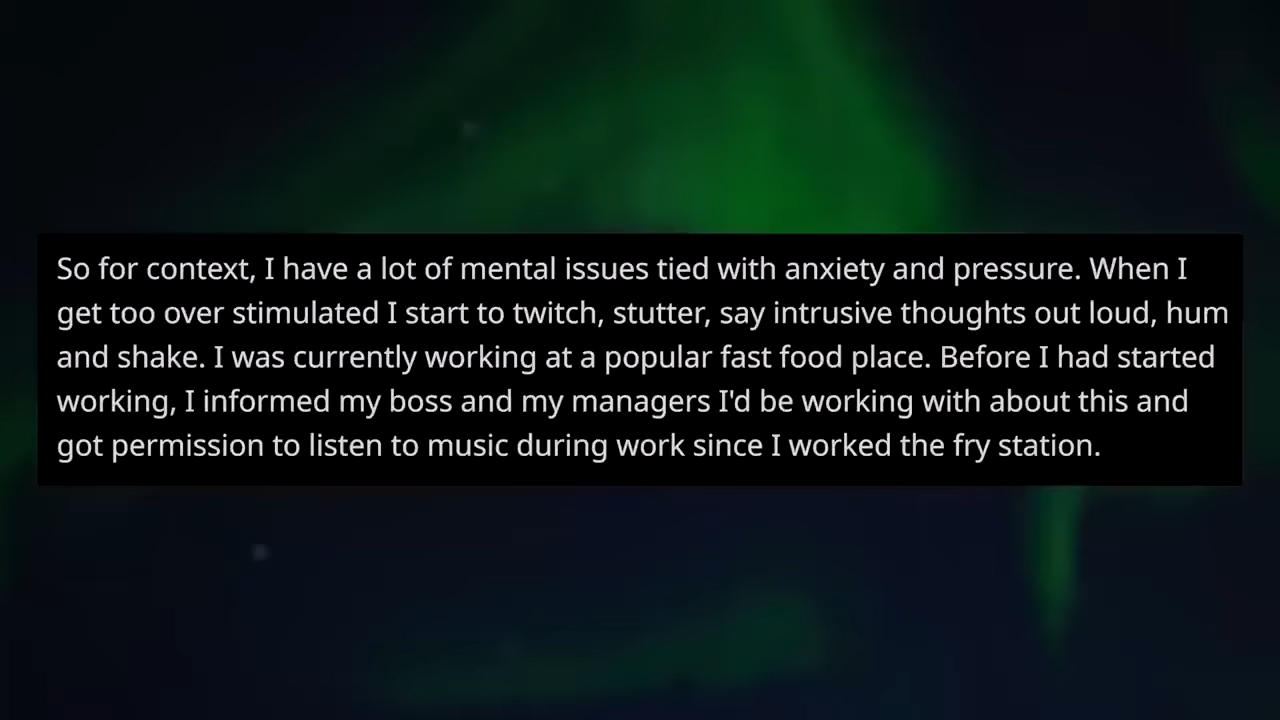 So for context, I have a lot of mental issues tied with anxiety and pressure. When I
get too over stimulated I start to twitch, stutter, say intrusive thoughts out loud, hum
and shake. I was currently working at a popular fast food place. Before I had started
working, I informed my boss and my managers I'd be working with about this and
got permission to listen to music during work since I worked the fry station.